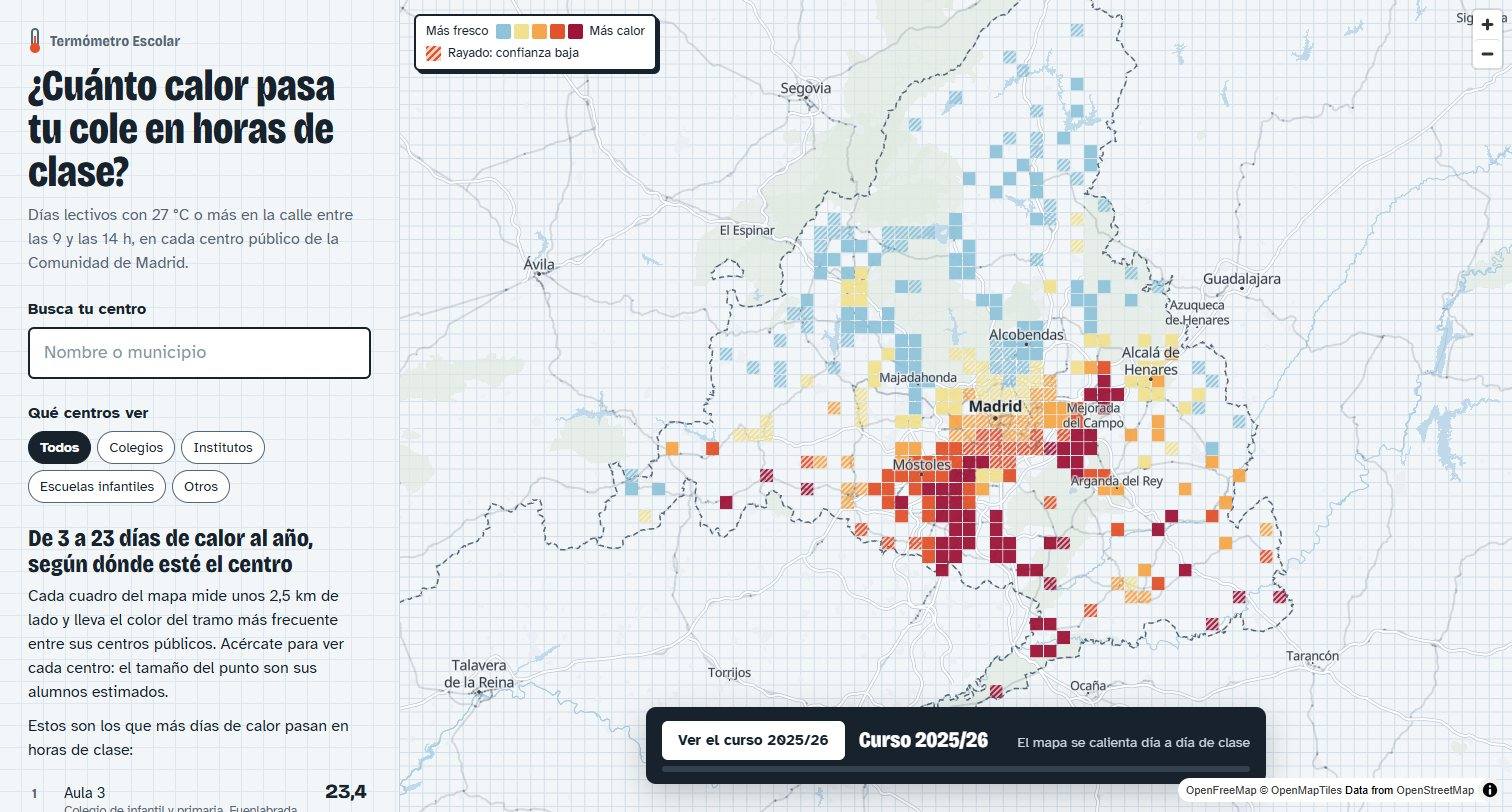 Termómetro Escolar
¿Cuánto calor pasa
tu cole en horas de
clase?
Días lectivos con 27 °C o más en la calle entre
las 9 y las 14 h, en cada centro público de la
Comunidad de Madrid.
Busca tu centro
Nombre o municipio
Qué centros ver
Todos
Colegios
Institutos
Escuelas infantiles
Otros
De 3 a 23 días de calor al año,
según dónde esté el centro
Cada cuadro del mapa mide unos 2,5 km de
lado y lleva el color del tramo más frecuente
entre sus centros públicos. Acércate para ver
cada centro: el tamaño del punto son sus
alumnos estimados.
Estos son los que más días de calor pasan en
horas de clase:
1 Aula 3 23,4
Colegio de infantil y primaria, Fuenlabrada
Más fresco
Más calor
Rayado: confianza baja
+
−
Segovia
El Espinar
Ávila
Guadalajara
Azuqueca
de Henares
Alcobendas
Alcalá de
Henares
Majadahonda
Madrid
Mejorada
del Campo
Móstoles
Arganda del Rey
Talavera
de la Reina
Torrijos
Ocaña
Tarancón
Ver el curso 2025/26
Curso 2025/26
El mapa se calienta día a día de clase
OpenFreeMap © OpenMapTiles Data from OpenStreetMap